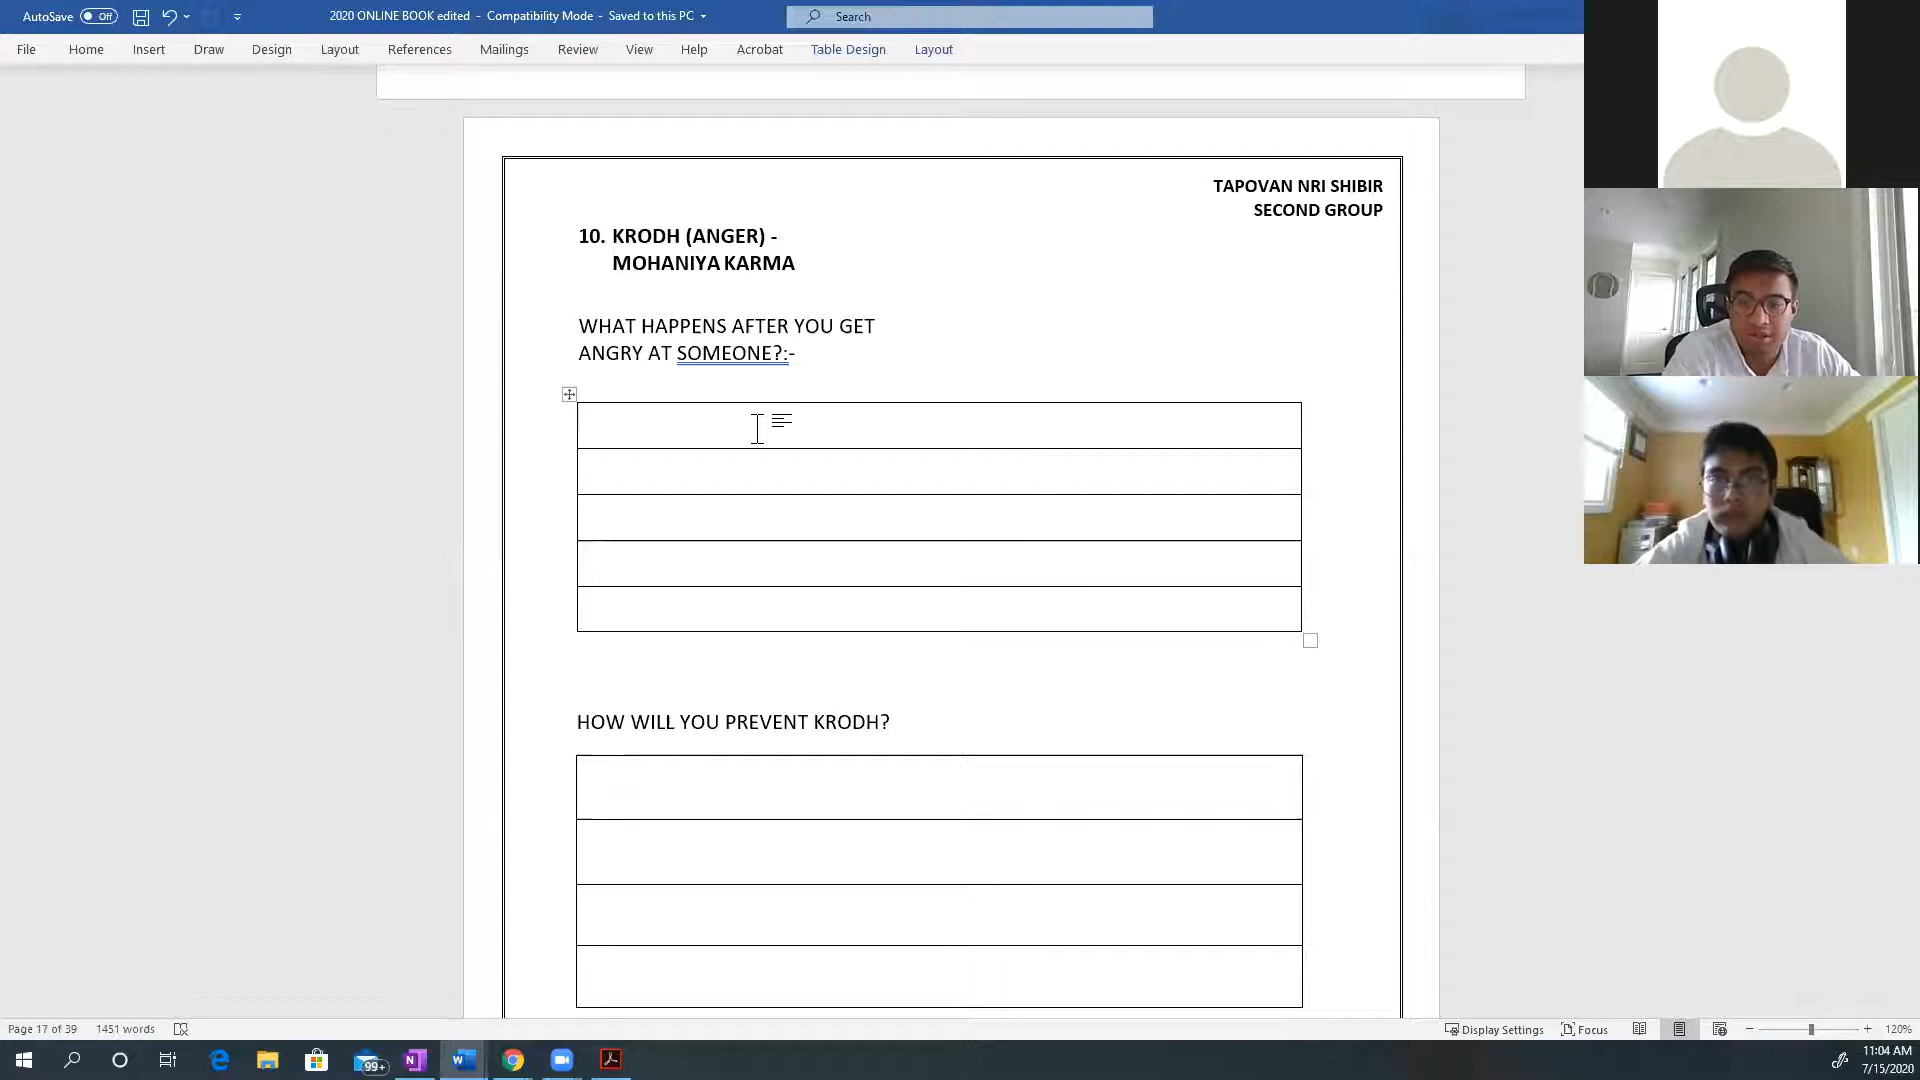 AutoSave Off 2020 ONLINE BOOK edited - Compatibility Mode - Saved to this PC Search
File Home Insert Draw Design Layout References Mailings Review View Help Acrobat Table Design Layout
TAPOVAN NRI SHIBIR
SECOND GROUP
10. KRODH (ANGER) -
MOHANIYA KARMA
WHAT HAPPENS AFTER YOU GET
ANGRY AT SOMEONE?:-
HOW WILL YOU PREVENT KRODH?
Page 17 of 39 1451 words Display Settings Focus 120%
99+ 11:04 AM
7/15/2020